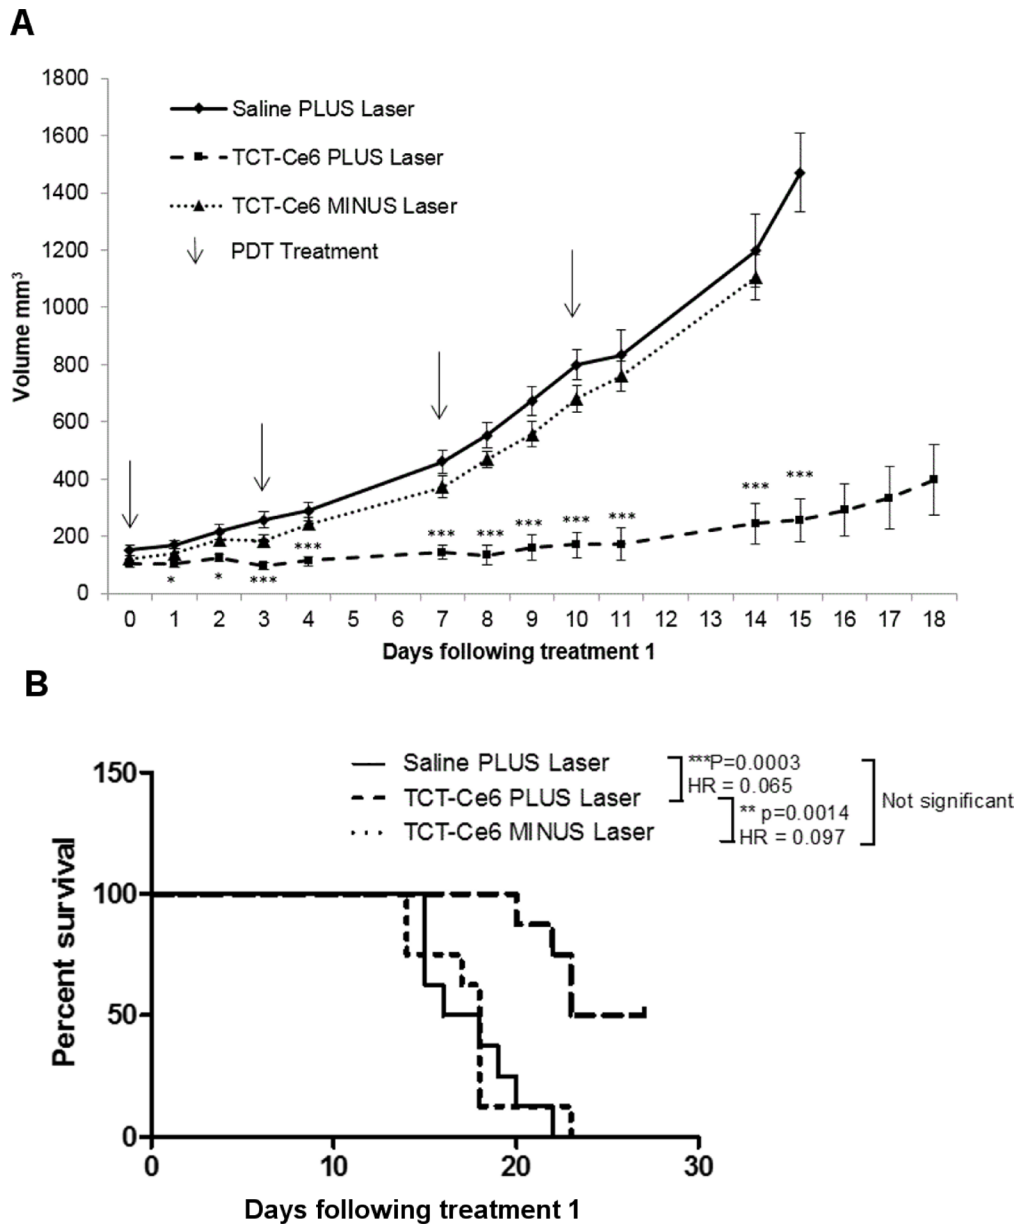 A
1800
1600
1400
1200
1000
800
600
400
200
0
Volume mm³
Saline PLUS Laser
TCT-Ce6 PLUS Laser
TCT-Ce6 MINUS Laser
PDT Treatment
* * *** *** *** *** *** *** *** *** ***
0 1 2 3 4 5 6 7 8 9 10 11 12 13 14 15 16 17 18
Days following treatment 1
B
Saline PLUS Laser
TCT-Ce6 PLUS Laser
TCT-Ce6 MINUS Laser
***P=0.0003
HR = 0.065
** p=0.0014
HR = 0.097
Not significant
150
100
50
0
Percent survival
0 10 20 30
Days following treatment 1